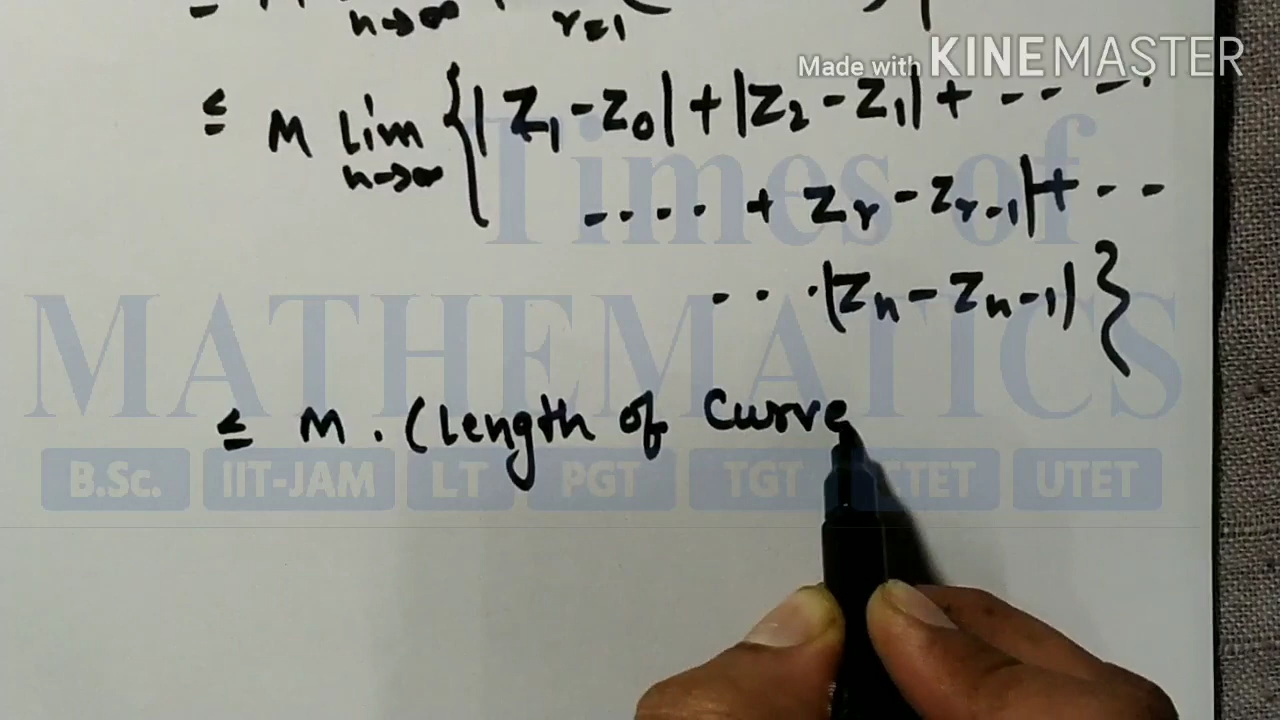 n→∞ r=1
Made with KINEMASTER
≤ M lim {|Z₁ - Z₀| + |Z₂ - Z₁| + - - - ·
n→∞
- · · · + Zᵣ - Zᵣ₋₁| + - -
- · · |Zₙ - Zₙ₋₁| }
≤ M . (length of Curve
Times of
MATHEMATICS
B.Sc. IIT-JAM LT PGT TGT UTET